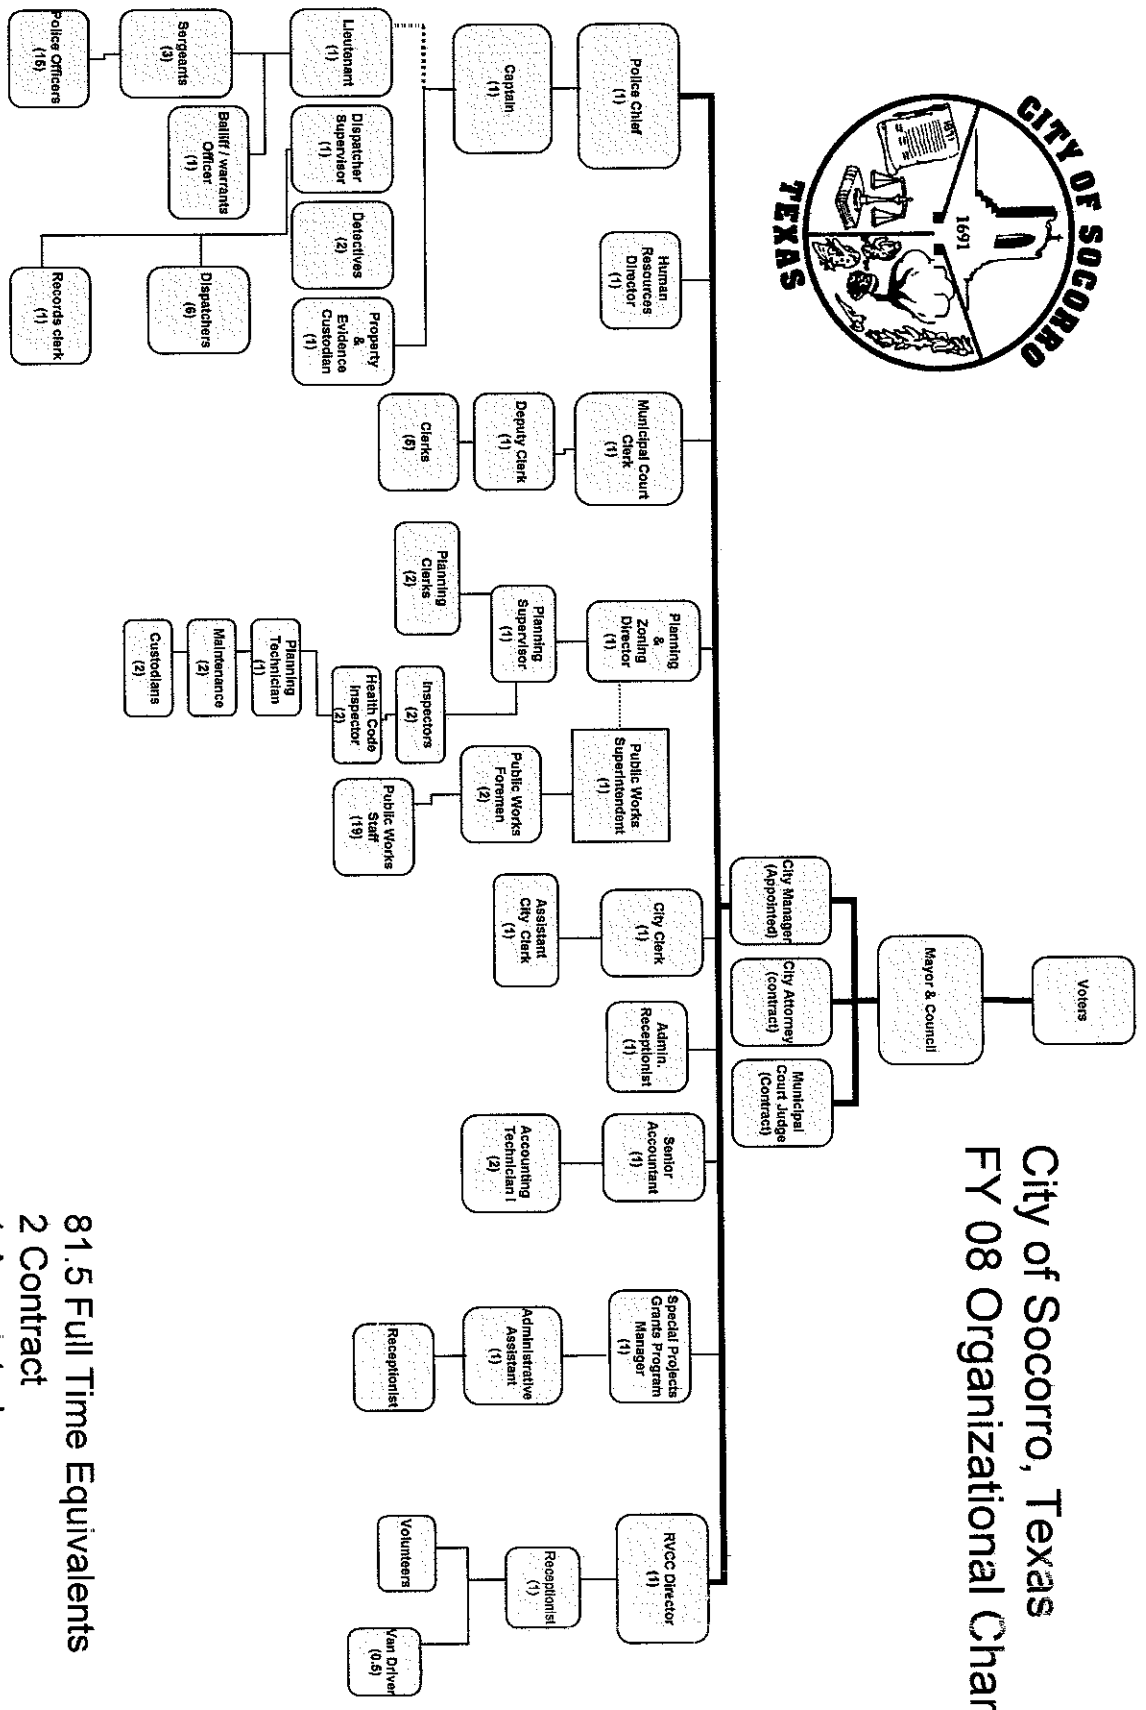 City of Socorro, Texas
FY 08 Organizational Char
CITY OF SOCORRO
TEXAS
1691
Voters
Mayor & Council
City Manager
(Appointed)
City Attorney
(contract)
Municipal
Court Judge
(Contract)
Police Chief
(1)
Captain
(1)
Lieutenant
(1)
Dispatcher
Supervisor
(1)
Detectives
(2)
Property
&
Evidence
Custodian
(1)
Sergeants
(3)
Bailiff / warrants
Officer
(1)
Dispatchers
(6)
Police Officers
(15)
Records clerk
(1)
Human
Resources
Director
(1)
Municipal Court
Clerk
(1)
Deputy Clerk
(1)
Clerks
(5)
Planning
&
Zoning
Director
(1)
Planning
Supervisor
(1)
Planning
Clerks
(2)
Inspectors
(2)
Health Code
Inspector
(2)
Planning
Technician
(1)
Maintenance
(2)
Custodians
(2)
Public Works
Superintendent
(1)
Public Works
Foremen
(2)
Public Works
Staff
(19)
City Clerk
(1)
Assistant
City Clerk
(1)
Admin.
Receptionist
(1)
Senior
Accountant
(1)
Accounting
Technician I
(2)
Special Projects
Grants Program
Manager
(1)
Administrative
Assistant
(1)
Receptionist
RVCC Director
(1)
Receptionist
(1)
Volunteers
Van Driver
(0.5)
81.5 Full Time Equivalents
2 Contract